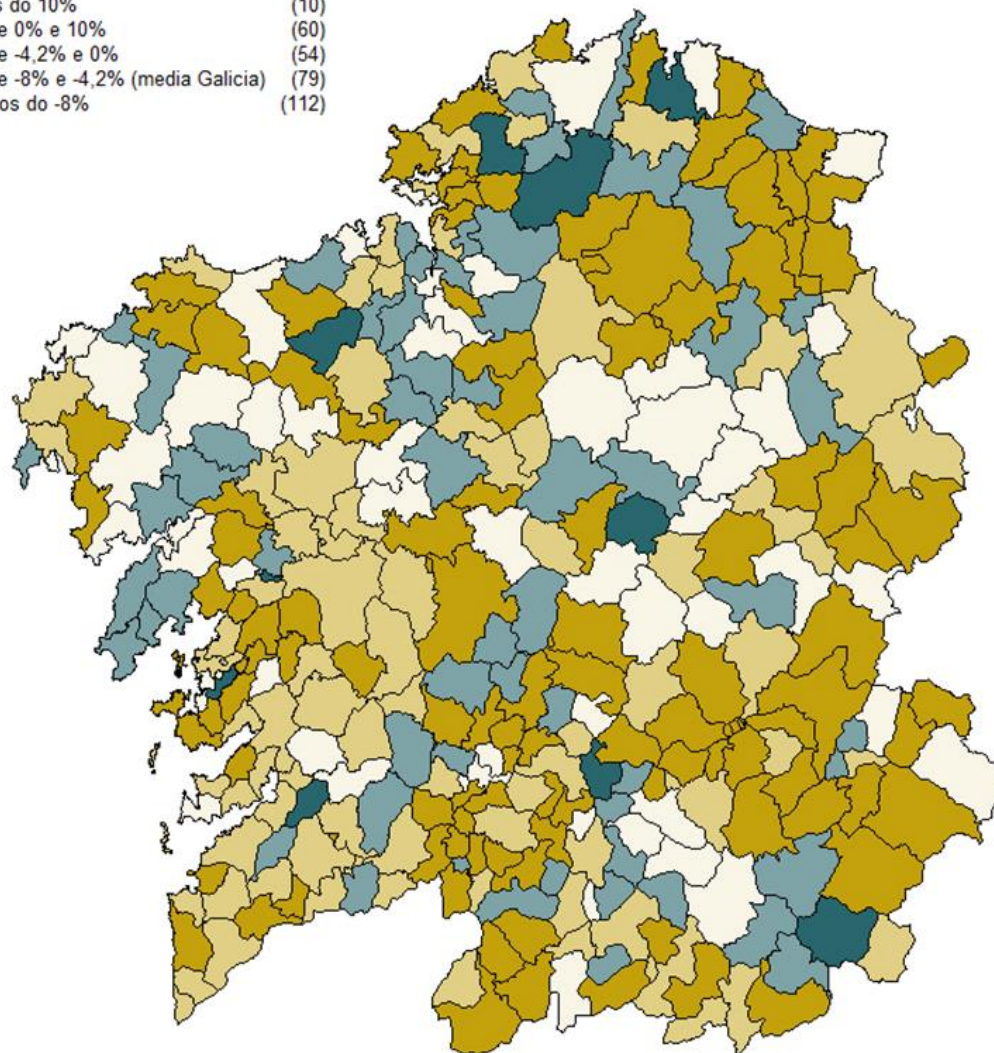 do 10% (10)
0% e 10% (60)
-4,2% e 0% (54)
-8% e -4,2% (media Galicia) (79)
do -8% (112)